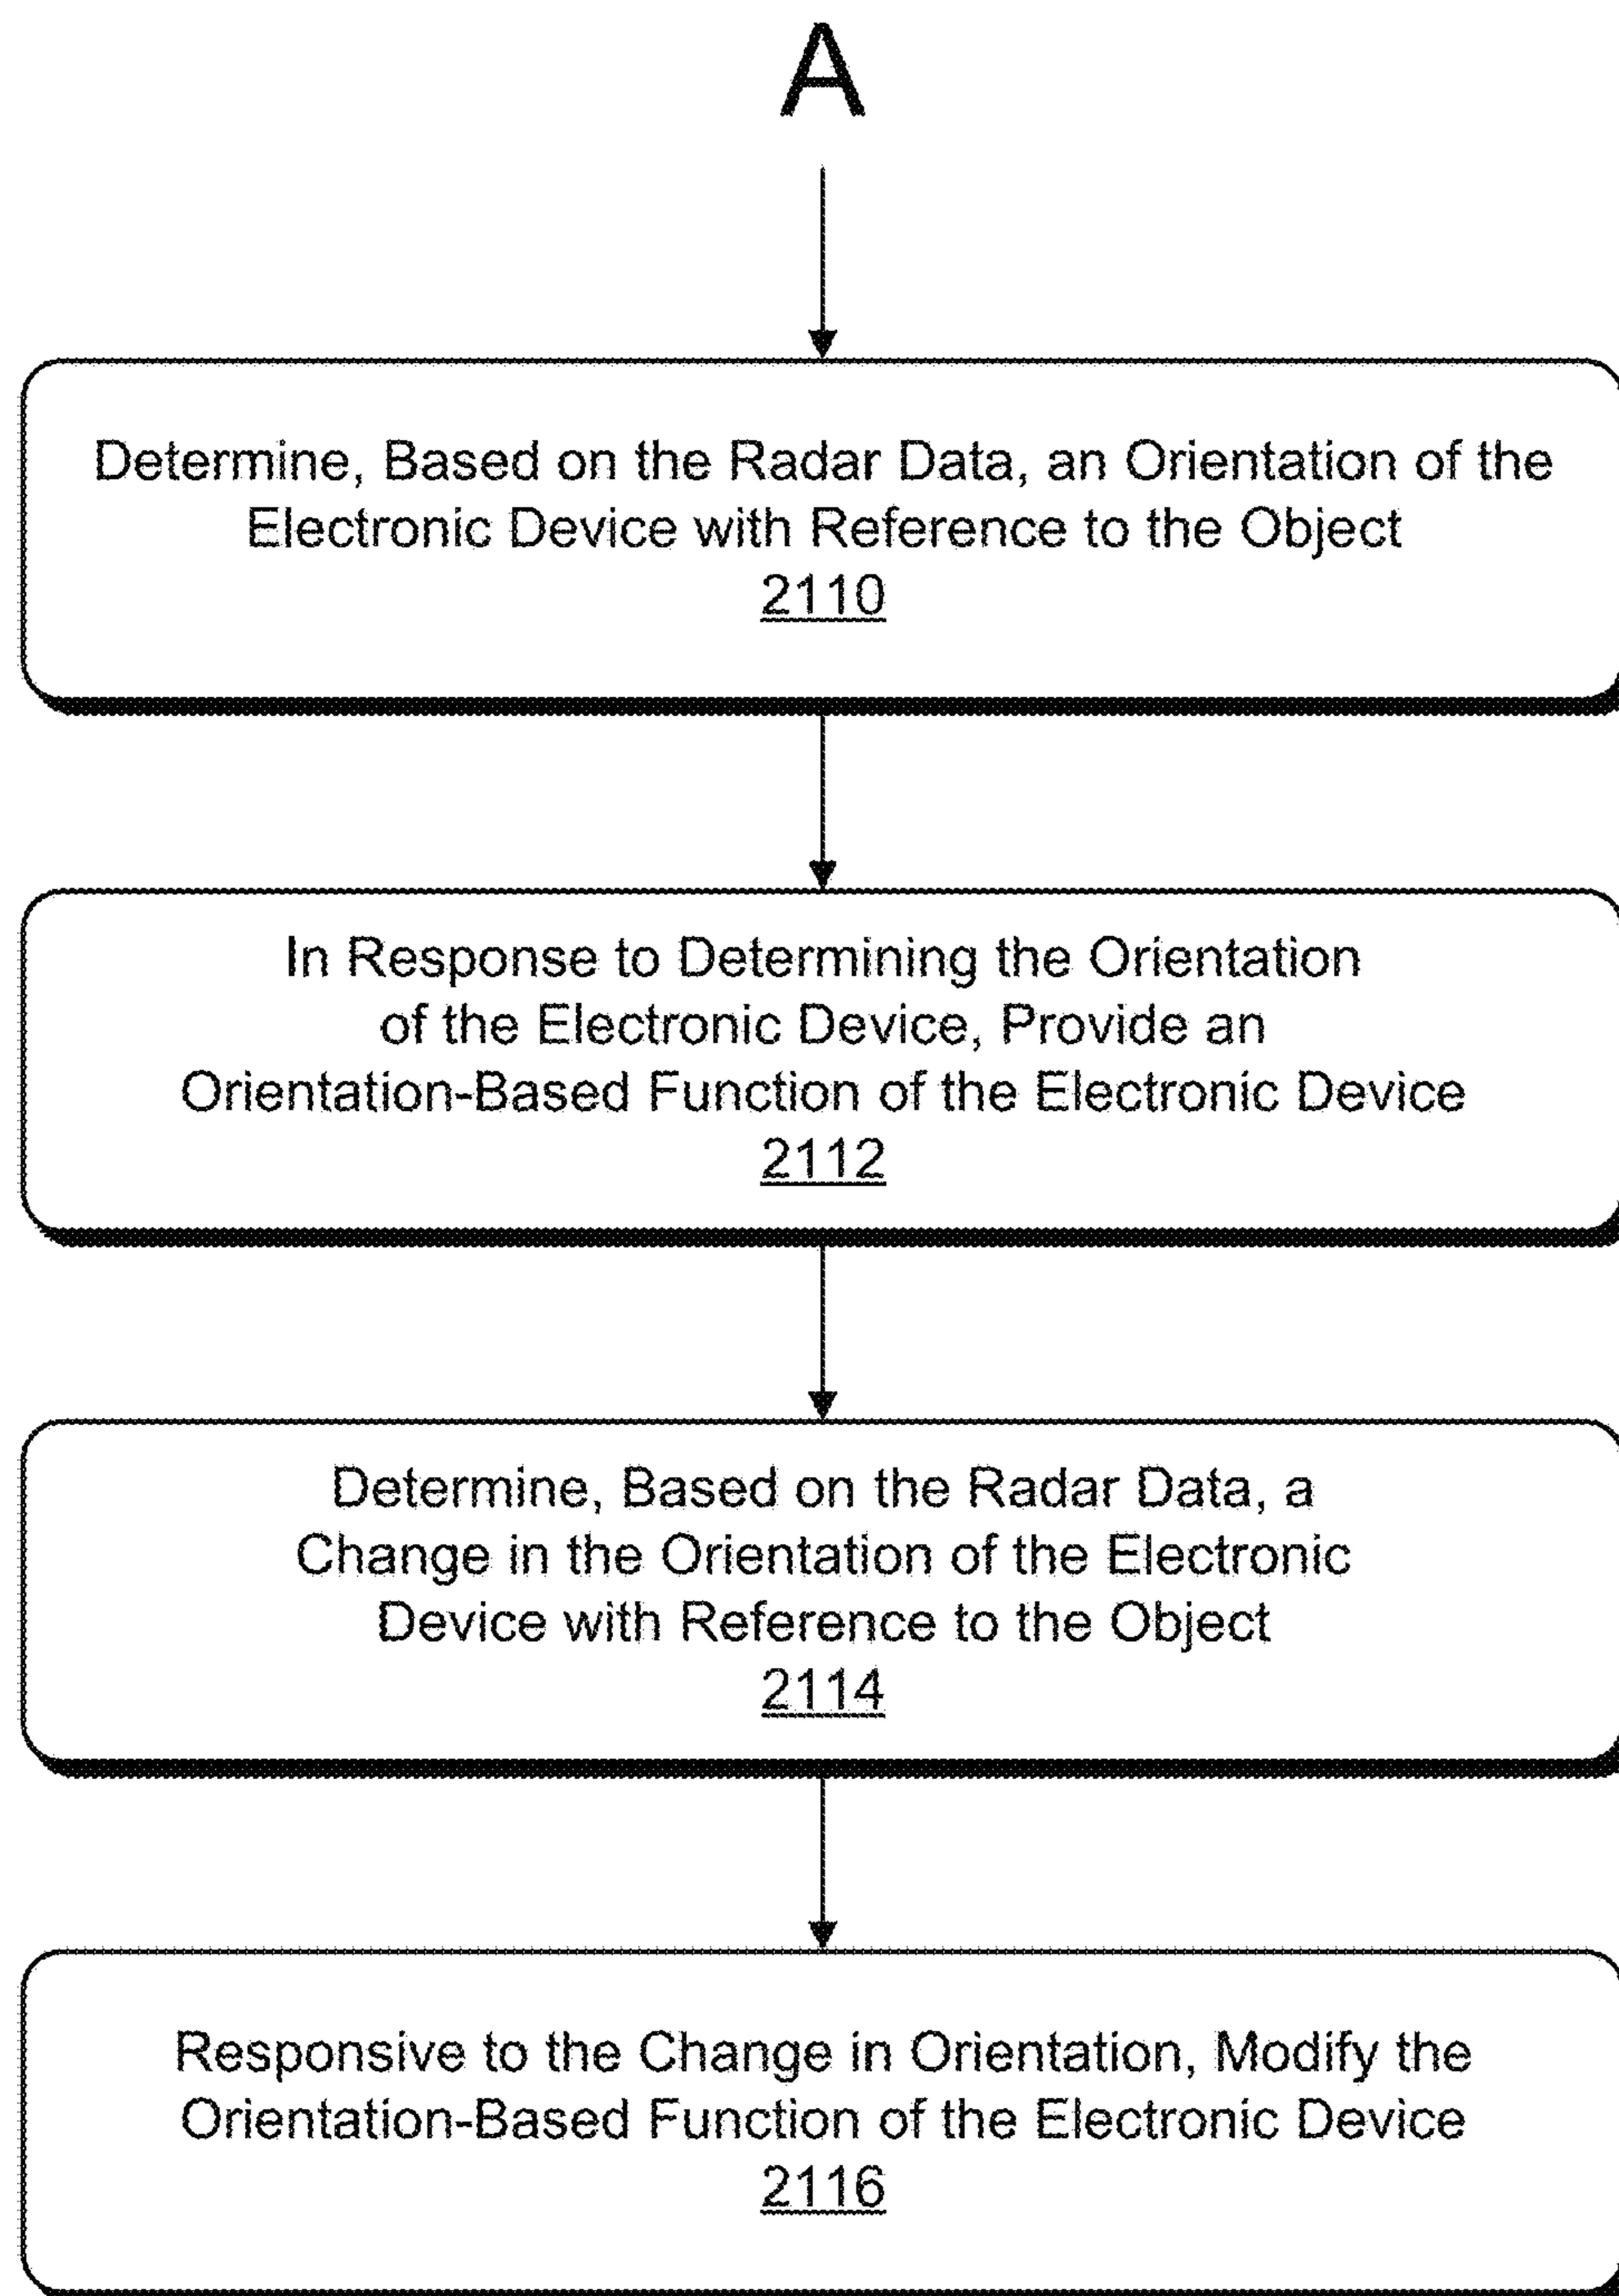 A
Determine, Based on the Radar Data, an Orientation of the
Electronic Device with Reference to the Object
2110
In Response to Determining the Orientation
of the Electronic Device, Provide an
Orientation-Based Function of the Electronic Device
2112
Determine, Based on the Radar Data, a
Change in the Orientation of the Electronic
Device with Reference to the Object
2114
Responsive to the Change in Orientation, Modify the
Orientation-Based Function of the Electronic Device
2116